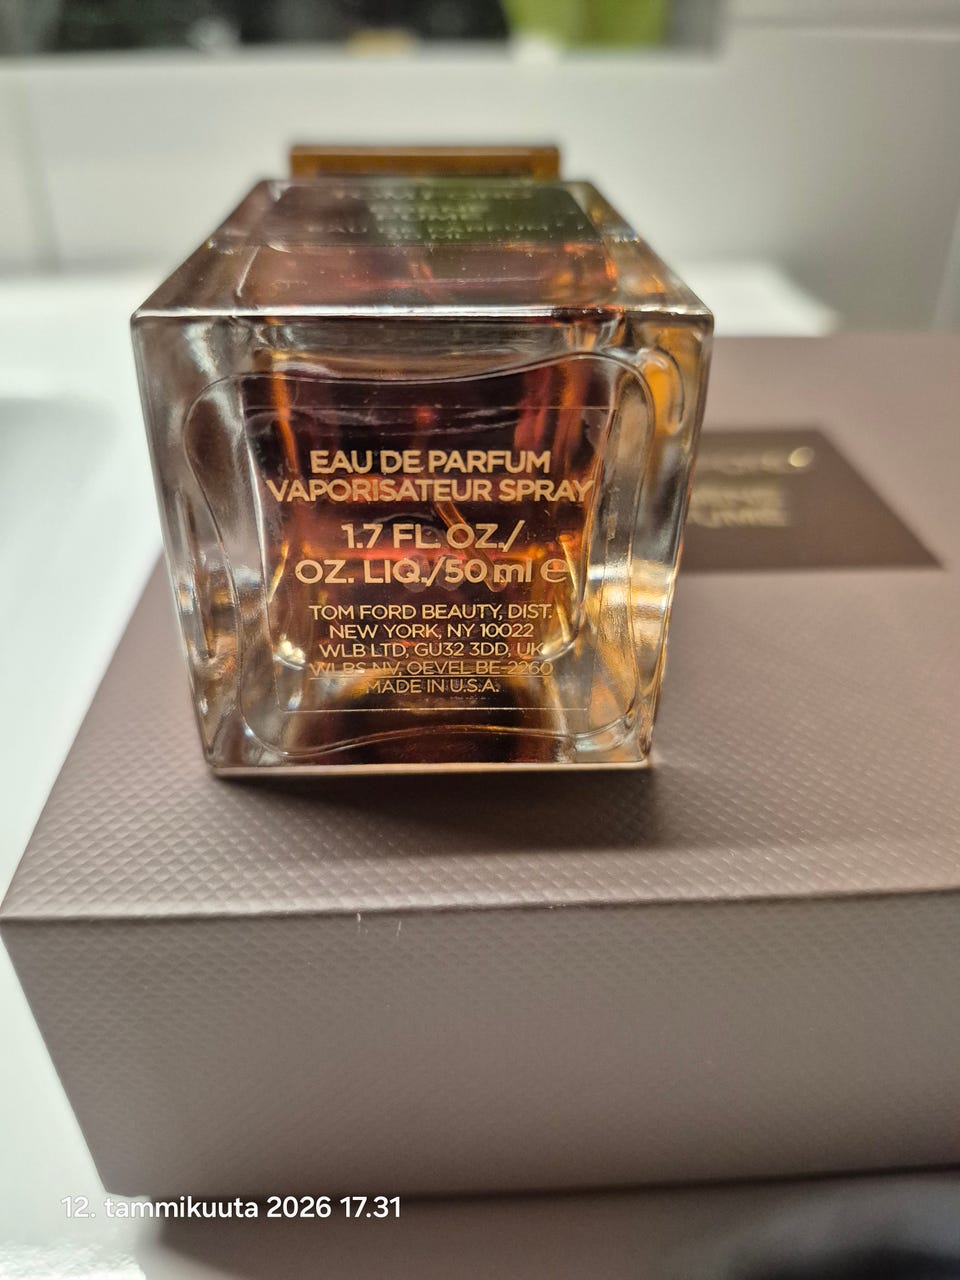 EAU DE PARFUM
VAPORISATEUR SPRAY
1.7 FL. OZ./
OZ. LIQ./50 ml ℮
TOM FORD BEAUTY, DIST.
NEW YORK, NY 10022
WLB LTD, GU32 3DD, UK
WLBS NV, OEVEL BE-2260
MADE IN U.S.A.
12. tammikuuta 2026 17.31